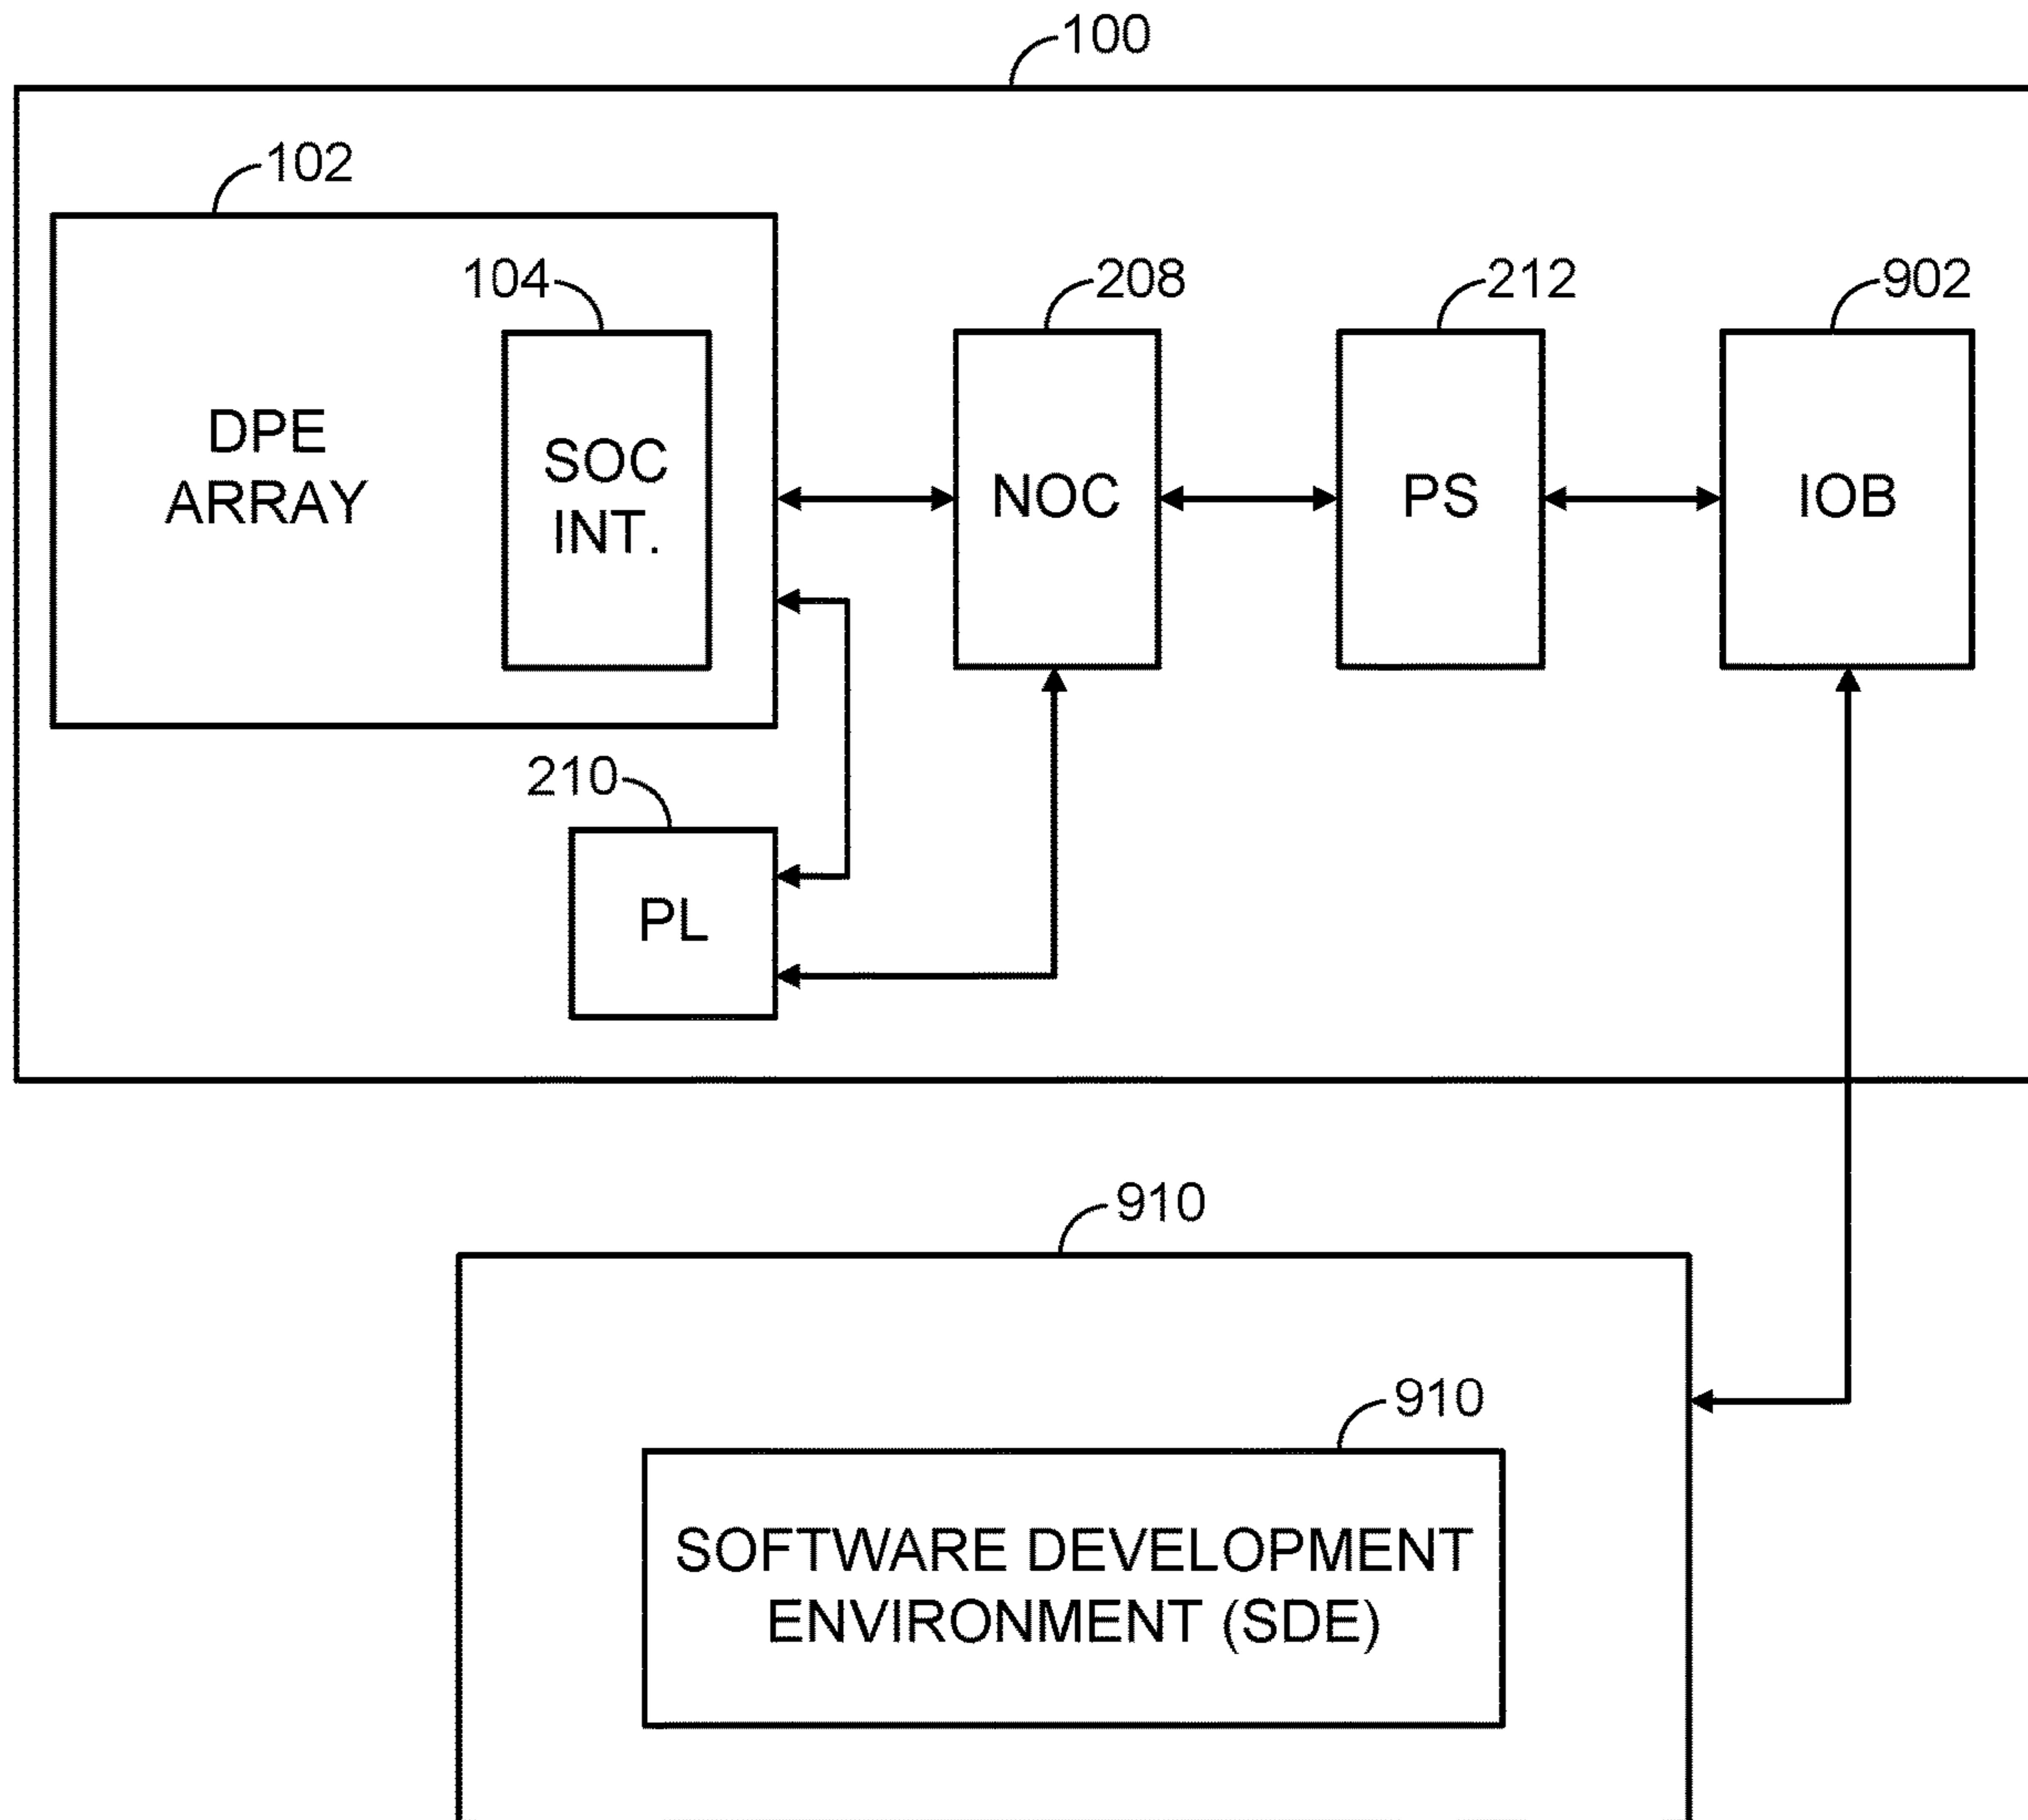 100
102
104
208
212
902
DPE
ARRAY
SOC
INT.
NOC
PS
IOB
210
PL
910
910
SOFTWARE DEVELOPMENT
ENVIRONMENT (SDE)